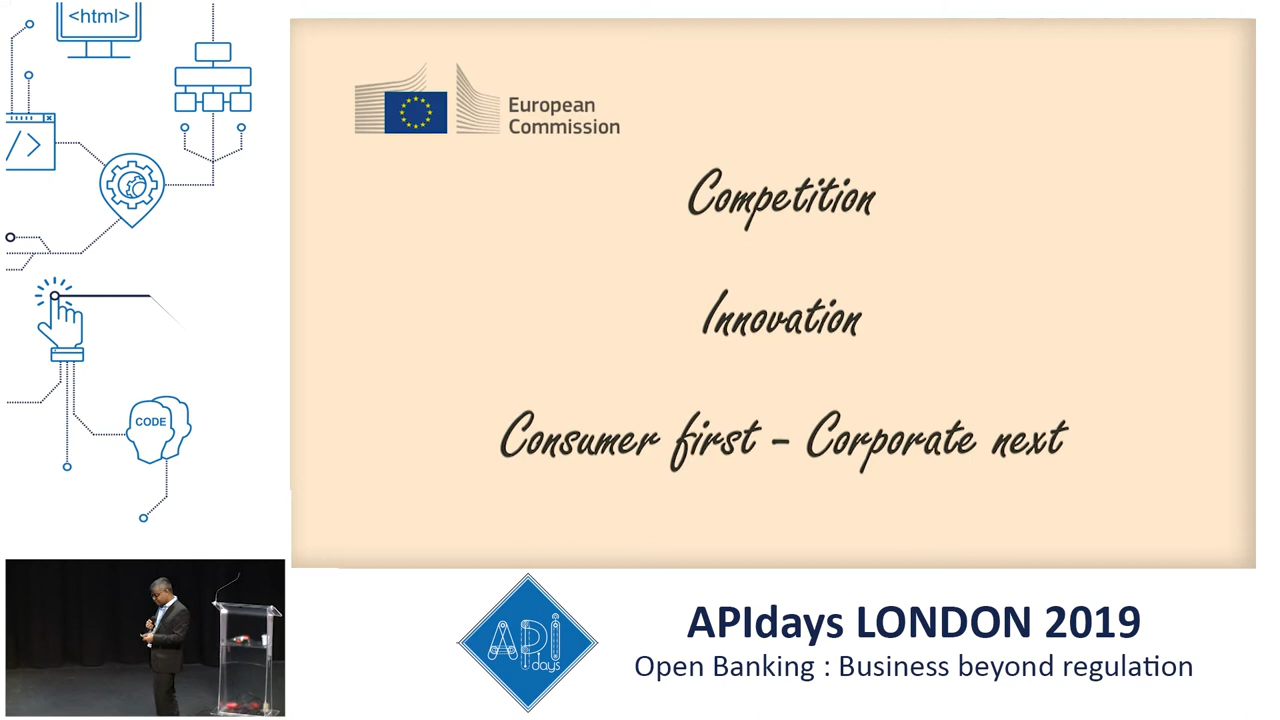 <html>
</>
CODE
European
Commission
Competition
Innovation
Consumer first - Corporate next
API
days
APIdays LONDON 2019
Open Banking : Business beyond regulation